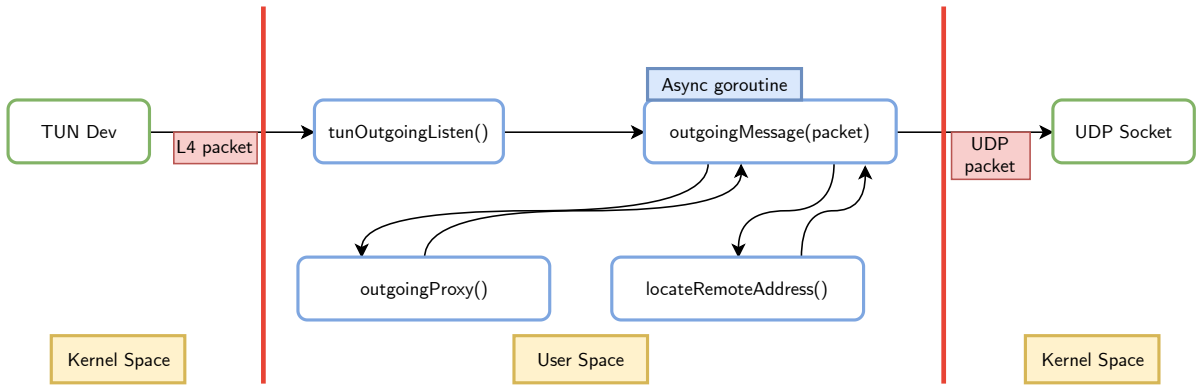 Async goroutine
TUN Dev
L4 packet
tunOutgoingListen()
outgoingMessage(packet)
UDP
packet
UDP Socket
outgoingProxy()
locateRemoteAddress()
Kernel Space
User Space
Kernel Space